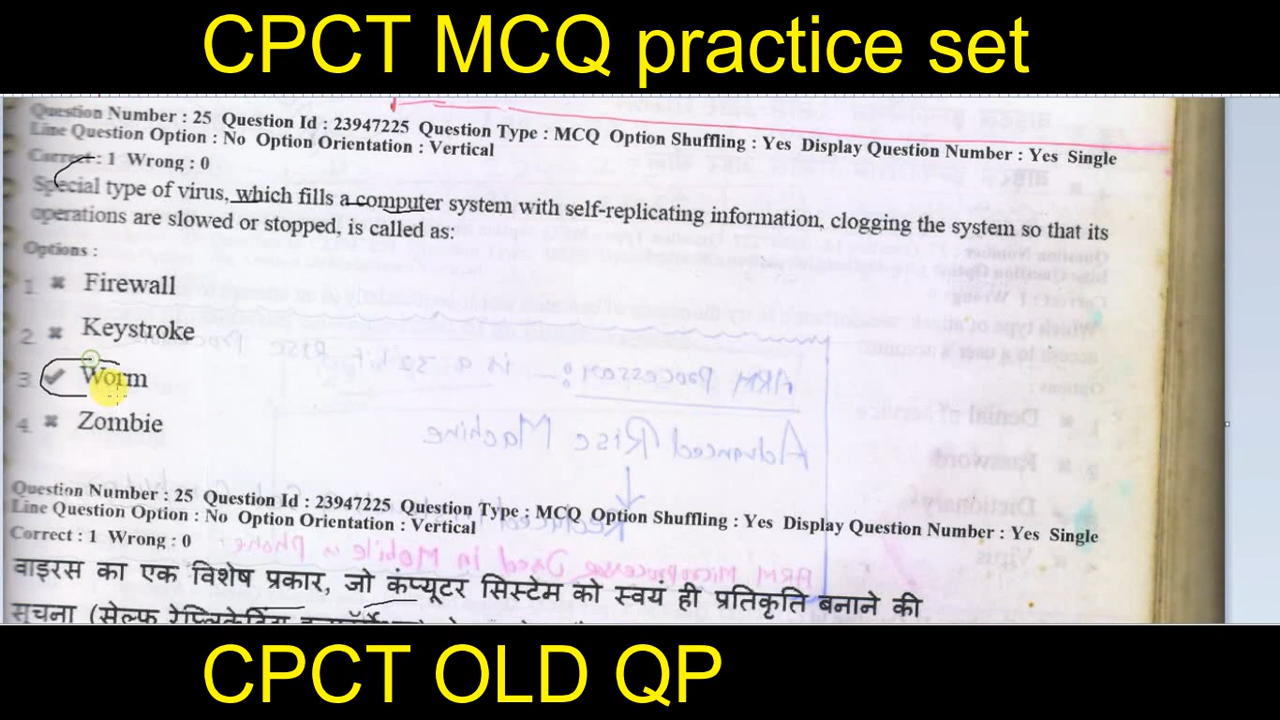 CPCT MCQ practice set
Question Number : 25 Question Id : 23947225 Question Type : MCQ Option Shuffling : Yes Display Question Number : Yes Single
Line Question Option : No Option Orientation : Vertical
Correct : 1 Wrong : 0
Special type of virus, which fills a computer system with self-replicating information, clogging the system so that its
operations are slowed or stopped, is called as:
Options :
1. ✖ Firewall
2. ✖ Keystroke
3. ✔ Worm
4. ✖ Zombie
Question Number : 25 Question Id : 23947225 Question Type : MCQ Option Shuffling : Yes Display Question Number : Yes Single
Line Question Option : No Option Orientation : Vertical
Correct : 1 Wrong : 0
वाइरस का एक विशेष प्रकार, जो कंप्यूटर सिस्टेम को स्वयं ही प्रतिकृति बनाने की
सूचना (सेल्फ रेप्लिकेटिंग
CPCT OLD QP